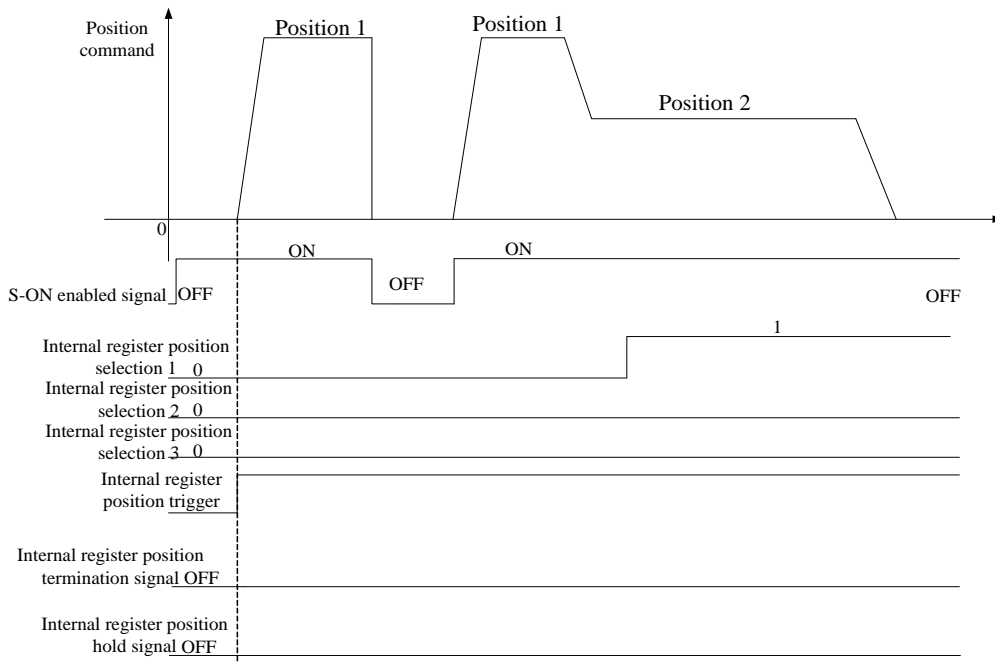 Position
command
Position 1
Position 1
Position 2
0
ON
ON
S-ON enabled signal OFF
OFF
OFF
1
Internal register position
selection 1 0
Internal register position
selection 2 0
Internal register position
selection 3 0
Internal register
position trigger
Internal register position
termination signal OFF
Internal register position
hold signal OFF